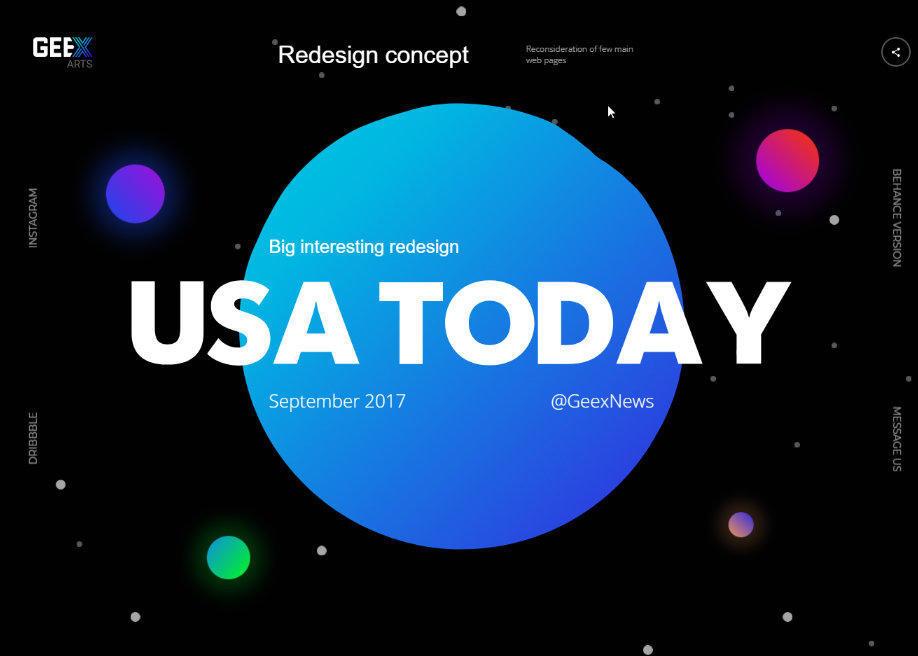 GEEX
ARTS
Redesign concept
Reconsideration of few main
web pages
INSTAGRAM
BEHANCE VERSION
Big interesting redesign
USA TODAY
September 2017
@GeexNews
DRIBBBLE
MESSAGE US